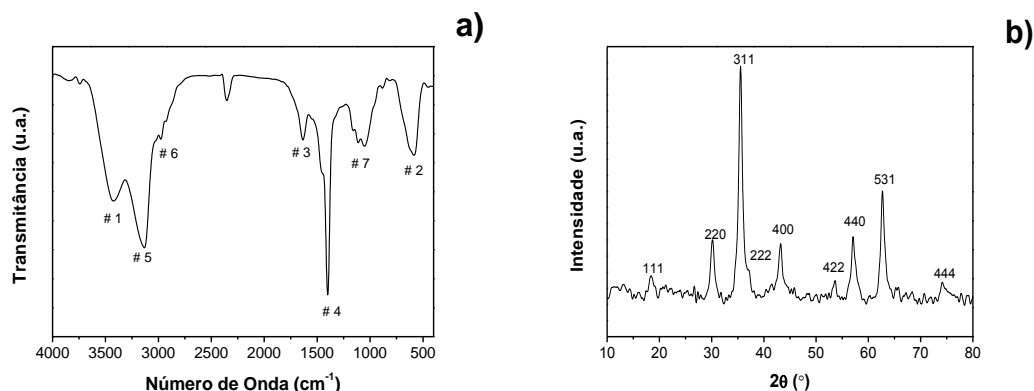 a)
Transmitância (u.a.)
# 1
# 5
# 6
# 3
# 4
# 7
# 2
4000 3500 3000 2500 2000 1500 1000 500
Número de Onda (cm⁻¹)
b)
Intensidade (u.a.)
111
220
311
222
400
422
440
531
444
10 20 30 40 50 60 70 80
2θ (°)